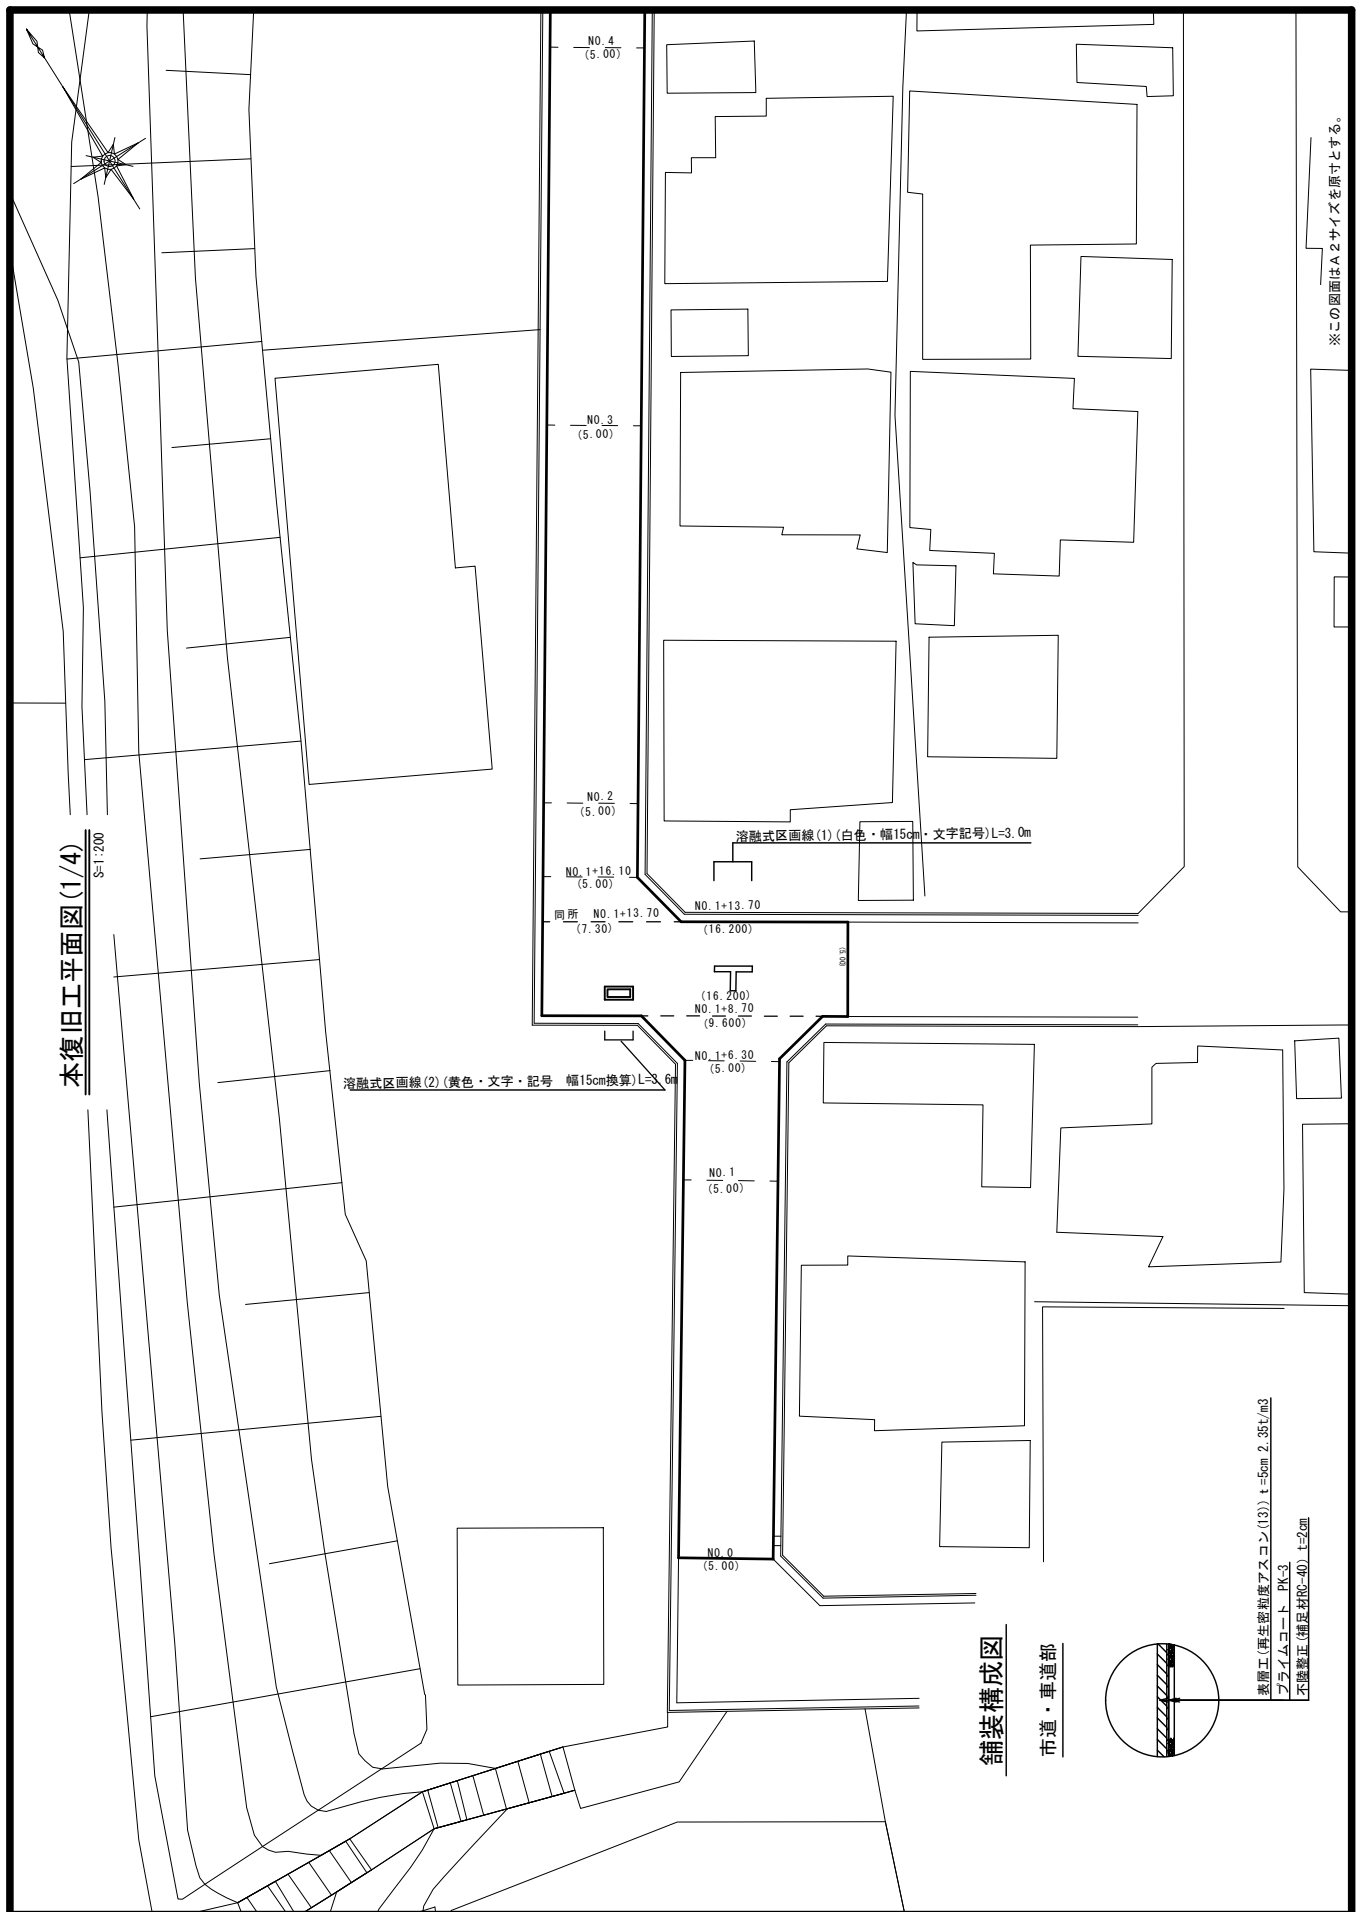 本復旧工平面図(1/4)
S=1:200
※この図面はA2サイズを原寸とする。
NO.4
(5.00)
NO.3
(5.00)
NO.2
(5.00)
溶融式区画線(1)(白色・幅15cm・文字記号)L=3.0m
NO.1+16.10
(5.00)
同所 NO.1+13.70
(7.30)
NO.1+13.70
(16.200)
(5.00)
(16.200)
NO.1+8.70
(9.600)
NO.1+6.30
(5.00)
溶融式区画線(2)(黄色・文字・記号 幅15cm換算)L=3.6m
NO.1
(5.00)
NO.0
(5.00)
舗装構成図
市道・車道部
表層工(再生密粒度アスコン(13)) t=5cm 2.35t/m3
プライムコート PK-3
不陸整正(補足材RC-40) t=2cm